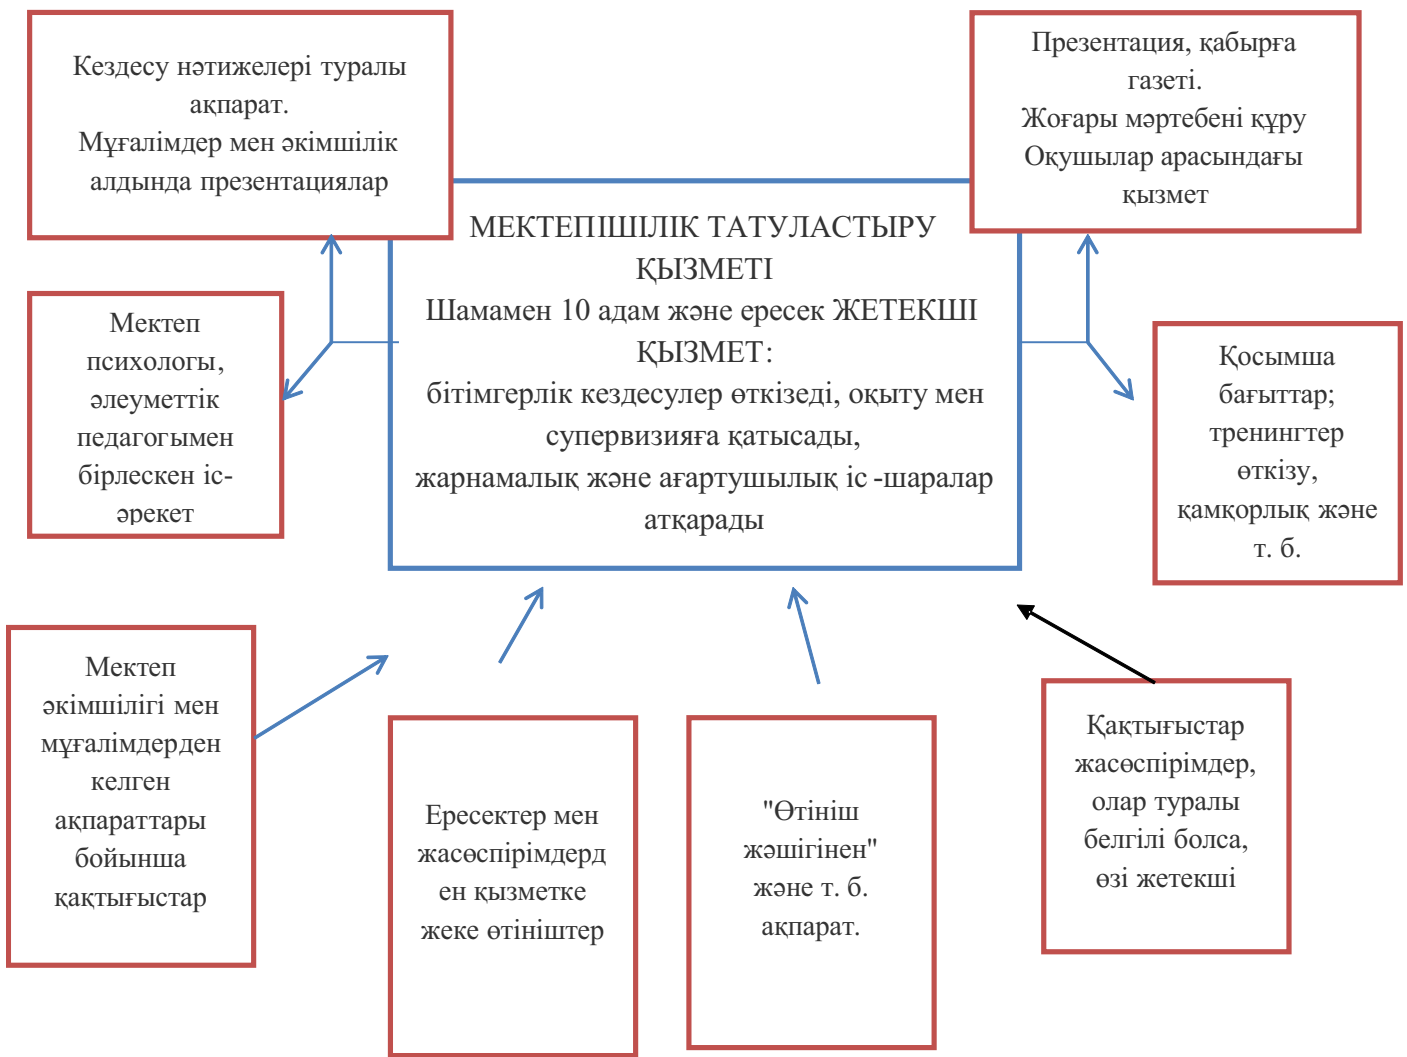 Кездесу нәтижелері туралы
ақпарат.
Мұғалімдер мен әкімшілік
алдында презентациялар
Презентация, қабырға
газеті.
Жоғары мәртебені құру
Оқушылар арасындағы
қызмет
МЕКТЕПІШІЛІК ТАТУЛАСТЫРУ
ҚЫЗМЕТІ
Шамамен 10 адам және ересек ЖЕТЕКШІ
ҚЫЗМЕТ:
бітімгерлік кездесулер өткізеді, оқыту мен
супервизияға қатысады,
жарнамалық және ағартушылық іс -шаралар
атқарады
Мектеп
психологы,
әлеуметтік
педагогымен
бірлескен іс-
әрекет
Қосымша
бағыттар;
тренингтер
өткізу,
қамқорлық және
т. б.
Мектеп
әкімшілігі мен
мұғалімдерден
келген
ақпараттары
бойынша
қақтығыстар
Ересектер мен
жасөспірімдерд
ен қызметке
жеке өтініштер
"Өтініш
жәшігінен"
және т. б.
ақпарат.
Қақтығыстар
жасөспірімдер,
олар туралы
белгілі болса,
өзі жетекші